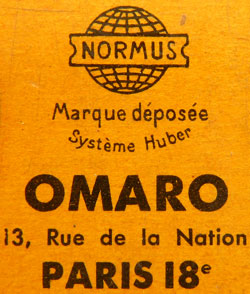 NORMUS
Marque déposée
Système Huber
OMARO
13, Rue de la Nation
PARIS 18e